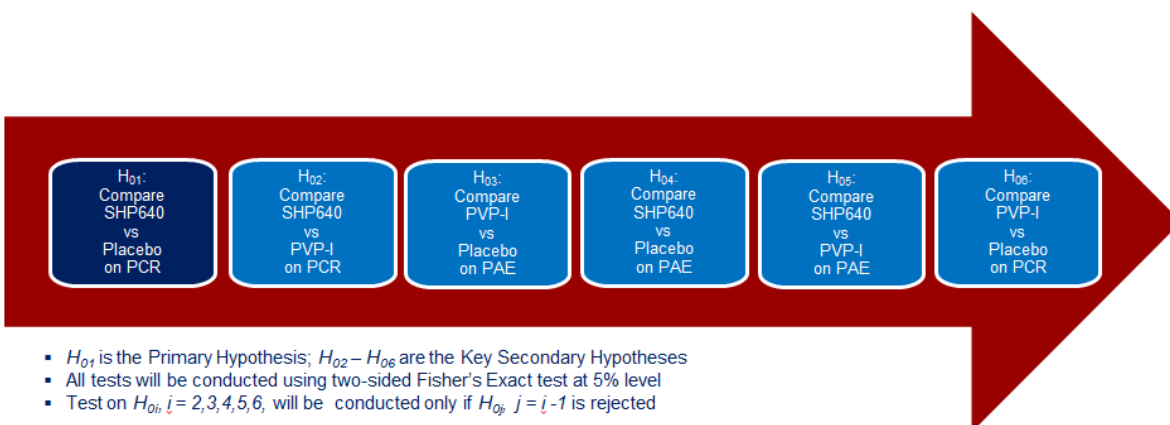 H01:
Compare
SHP640
vs
Placebo
on PCR
H02:
Compare
SHP640
vs
PVP-I
on PCR
H03:
Compare
PVP-I
vs
Placebo
on PAE
H04:
Compare
SHP640
vs
Placebo
on PAE
H05:
Compare
SHP640
vs
PVP-I
on PAE
H06:
Compare
PVP-I
vs
Placebo
on PCR
▪ H01 is the Primary Hypothesis; H02 – H06 are the Key Secondary Hypotheses
▪ All tests will be conducted using two-sided Fisher's Exact test at 5% level
▪ Test on H0i, i = 2,3,4,5,6, will be conducted only if H0j, j = i -1 is rejected